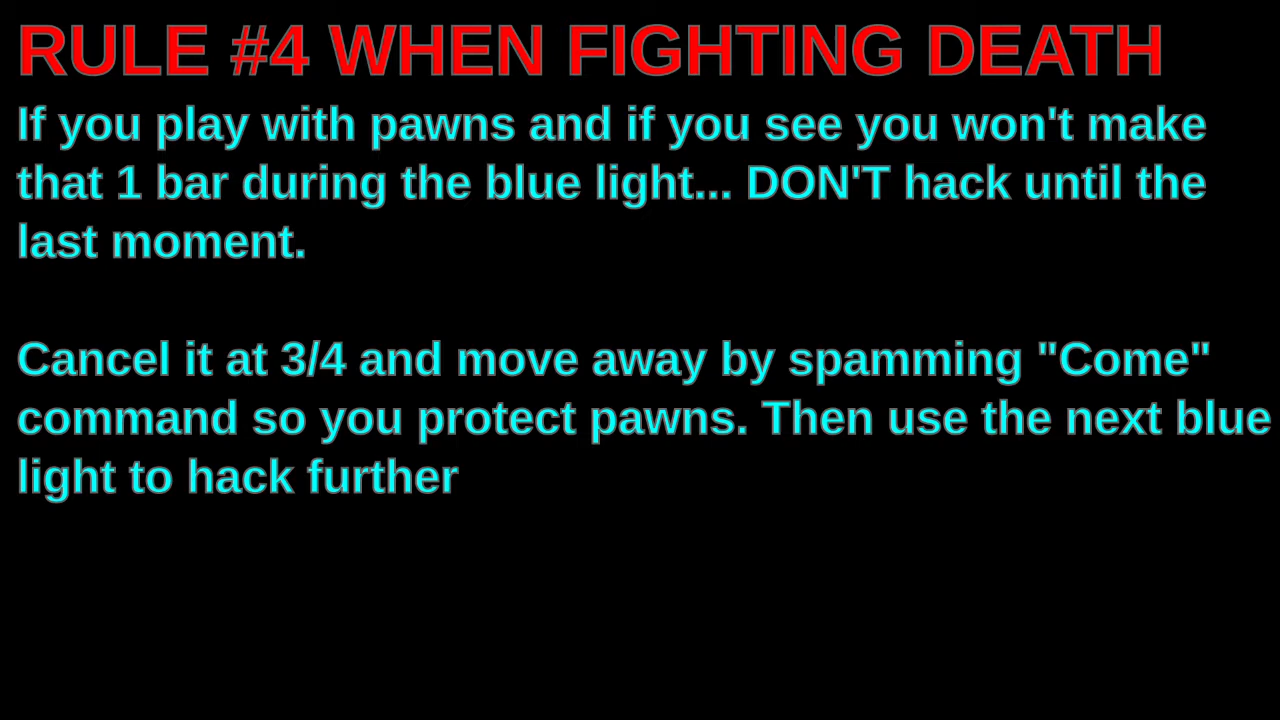 RULE #4 WHEN FIGHTING DEATH
If you play with pawns and if you see you won't make
that 1 bar during the blue light... DON'T hack until the
last moment.
Cancel it at 3/4 and move away by spamming "Come"
command so you protect pawns. Then use the next blue
light to hack further